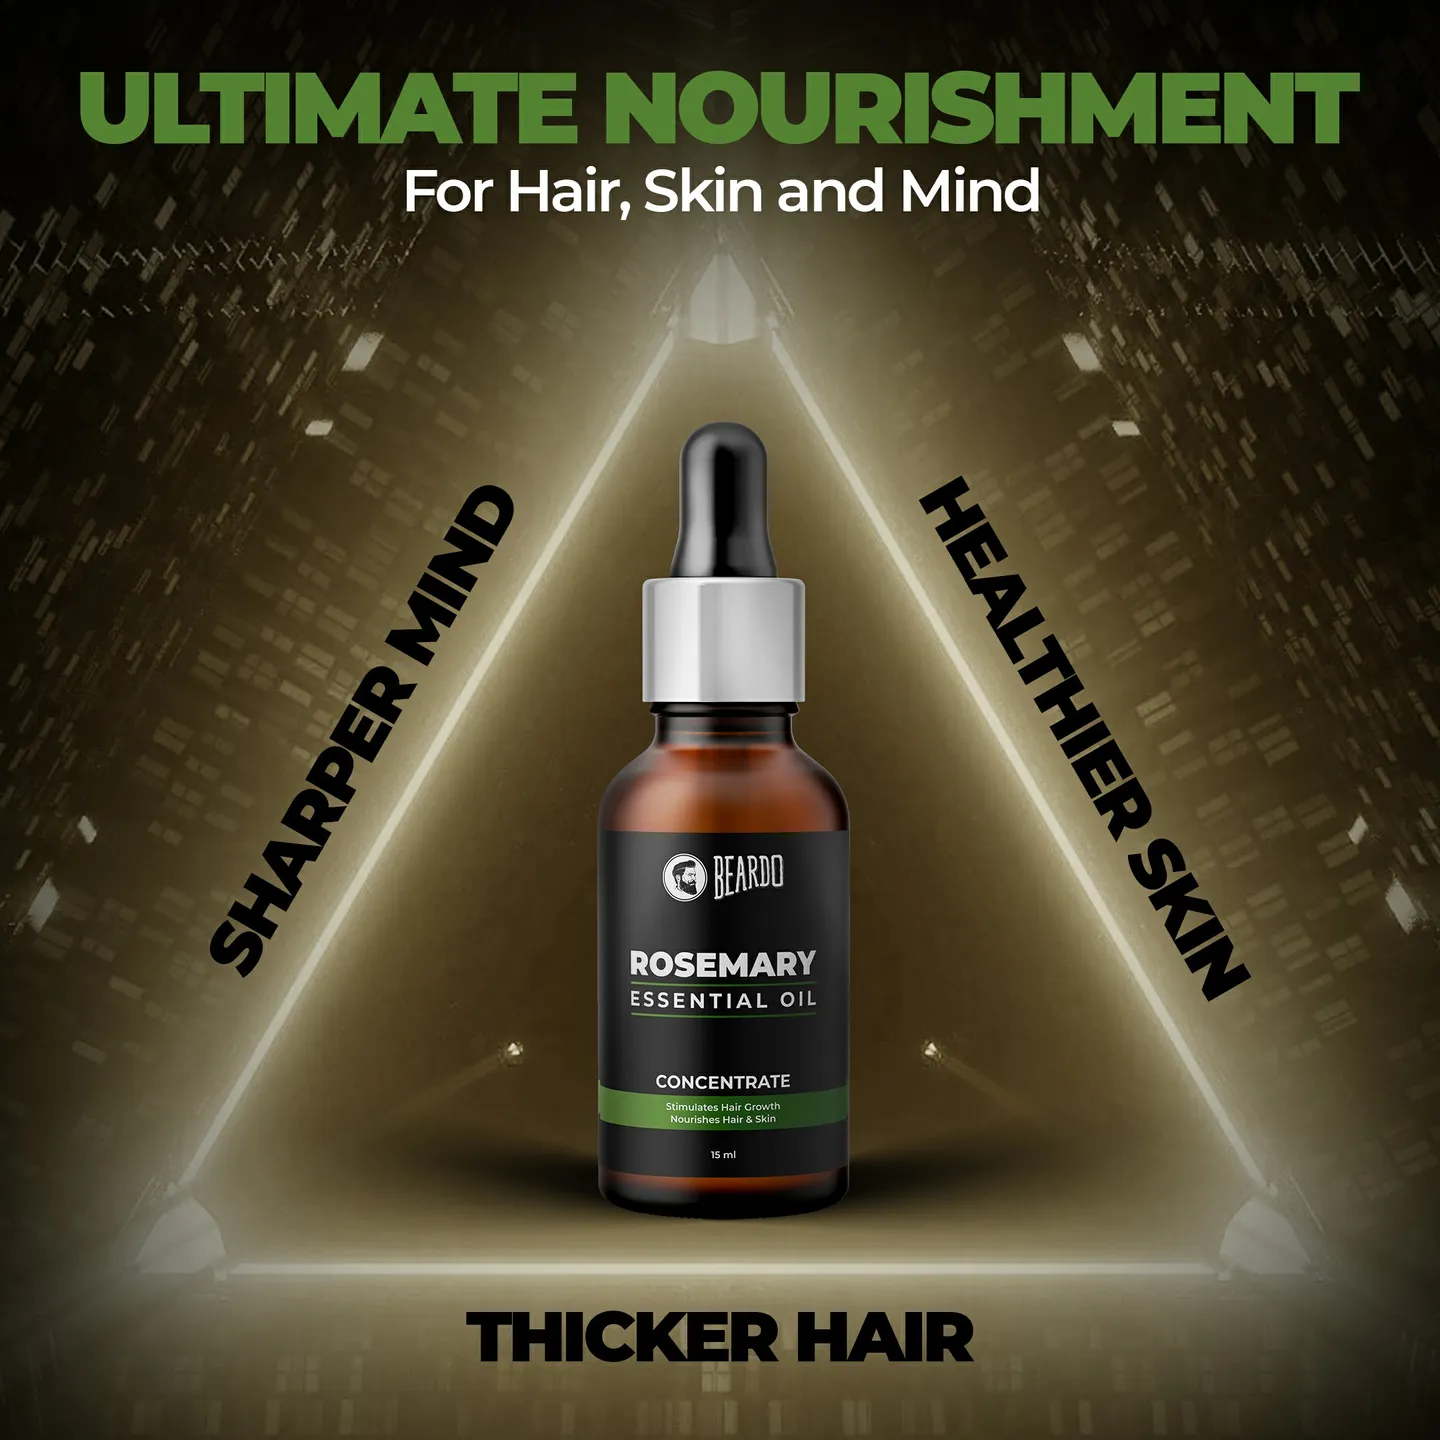 ULTIMATE NOURISHMENT
For Hair, Skin and Mind
SHARPER MIND
HEALTHIER SKIN
BEARDO
ROSEMARY
ESSENTIAL OIL
CONCENTRATE
Stimulates Hair Growth
Nourishes Hair & Skin
15 ml
THICKER HAIR